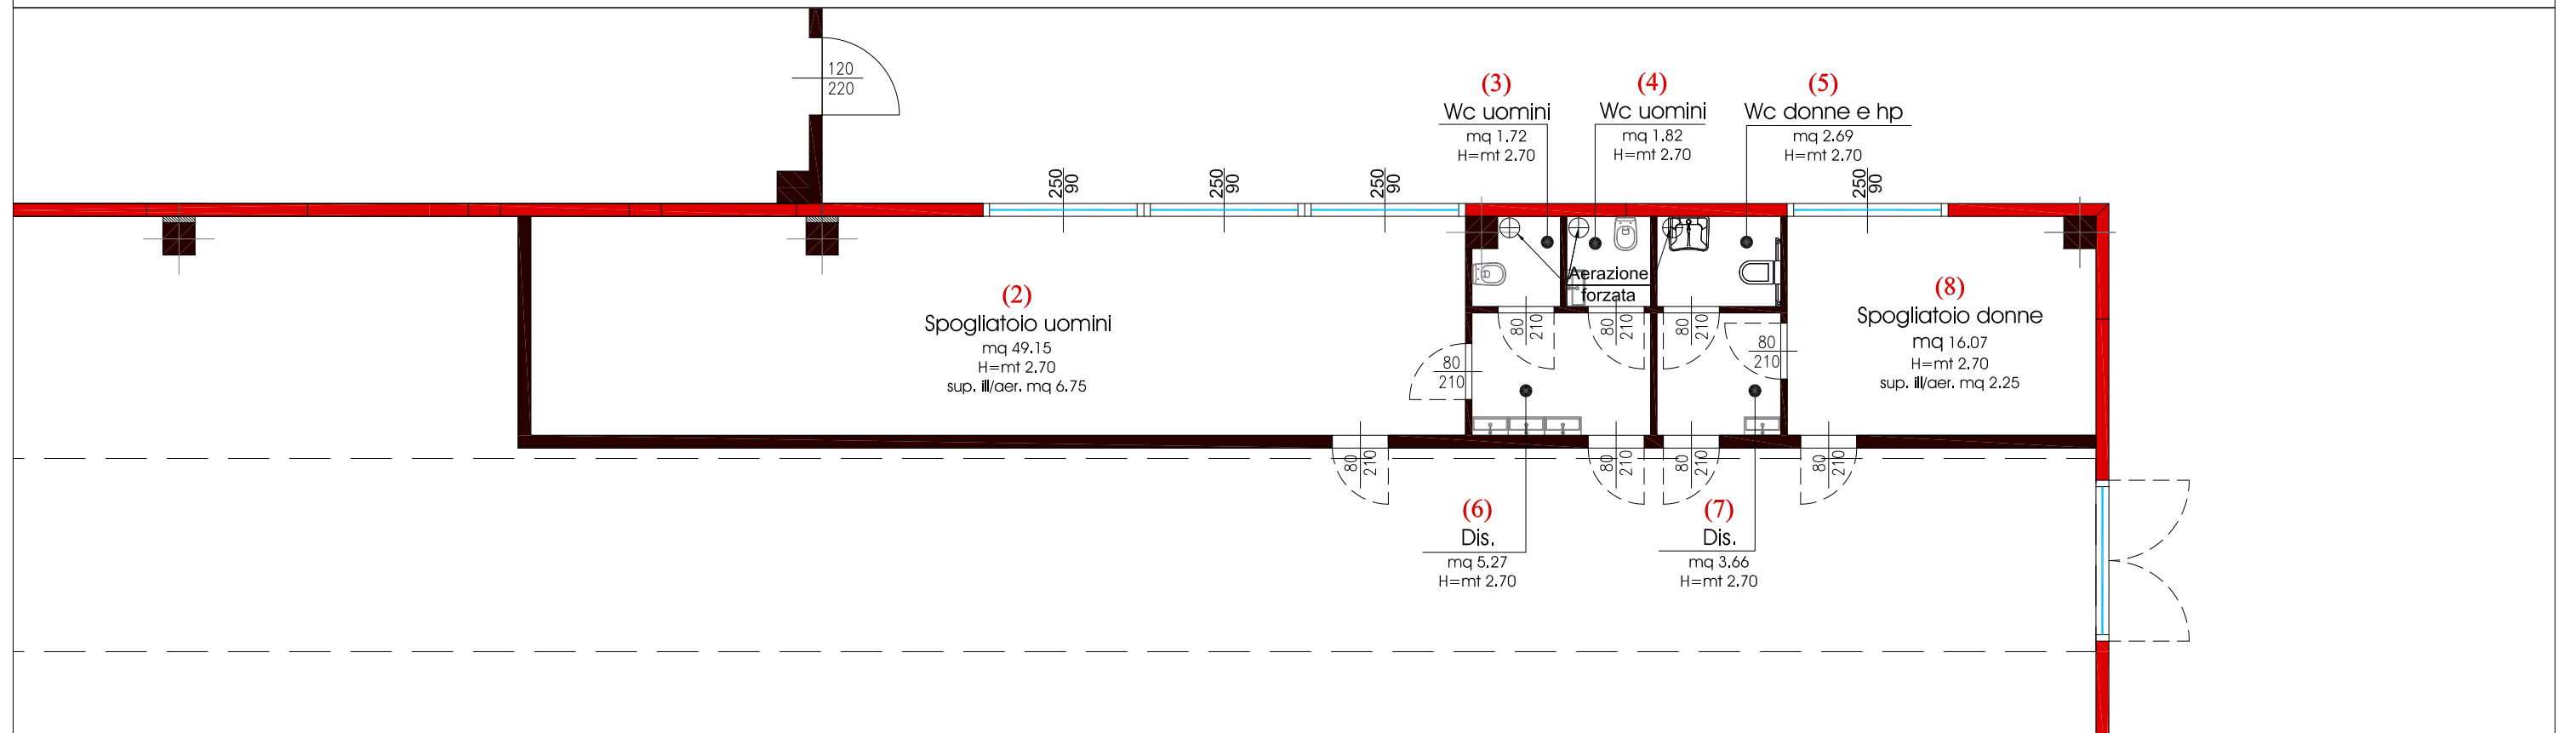 120
220
(3)
Wc uomini
mq 1.72
H=mt 2.70
(4)
Wc uomini
mq 1.82
H=mt 2.70
(5)
Wc donne e hp
mq 2.69
H=mt 2.70
250
90
250
90
250
90
250
90
Aerazione
forzata
(2)
Spogliatoio uomini
mq 49.15
H=mt 2.70
sup. ill/aer. mq 6.75
(8)
Spogliatoio donne
mq 16.07
H=mt 2.70
sup. ill/aer. mq 2.25
80
210
80
210
80
210
80
210
80
210
80
210
80
210
80
210
80
210
(6)
Dis.
mq 5.27
H=mt 2.70
(7)
Dis.
mq 3.66
H=mt 2.70